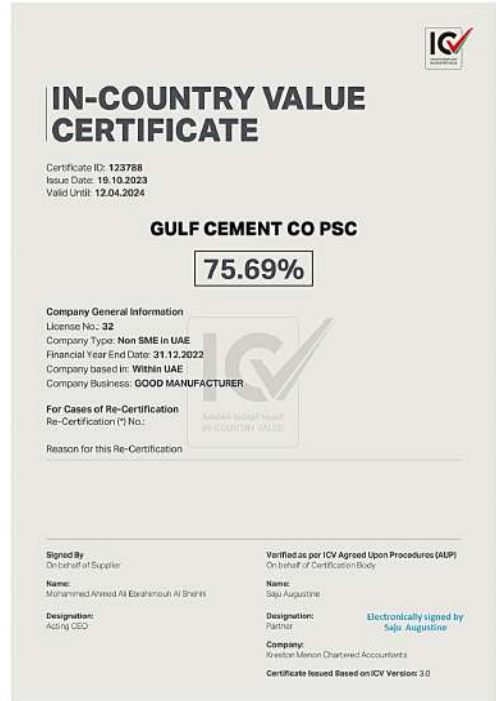 IN-COUNTRY VALUE
CERTIFICATE
Certificate ID: 123788
Issue Date: 19.10.2023
Valid Until: 12.04.2024
GULF CEMENT CO PSC
75.69%
Company General Information
License No.: 32
Company Type: Non SME in UAE
Financial Year End Date: 31.12.2022
Company based in: Within UAE
Company Business: GOOD MANUFACTURER
IN-COUNTRY VALUE
For Cases of Re-Certification
Re-Certification (*) No.:
Reason for this Re-Certification
Signed By
On behalf of Supplier
Name:
Mohammed Ahmed Ali Ebrahimouh Al Shehhi
Designation:
Acting CEO
Verified as per ICV Agreed Upon Procedures (AUP)
On behalf of Certification Body
Name:
Saju Augustine
Designation:
Partner
Electronically signed by
Saju Augustine
Company:
Kreston Menon Chartered Accountants
Certificate Issued Based on ICV Version: 3.0